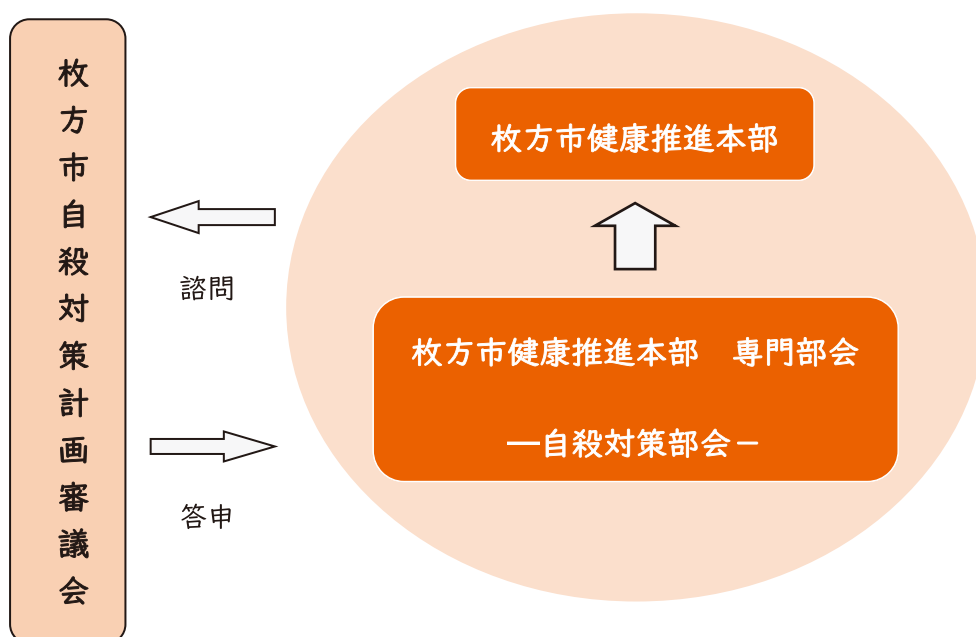 枚方市自殺対策計画審議会
諮問
答申
枚方市健康推進本部
枚方市健康推進本部　専門部会
―自殺対策部会－